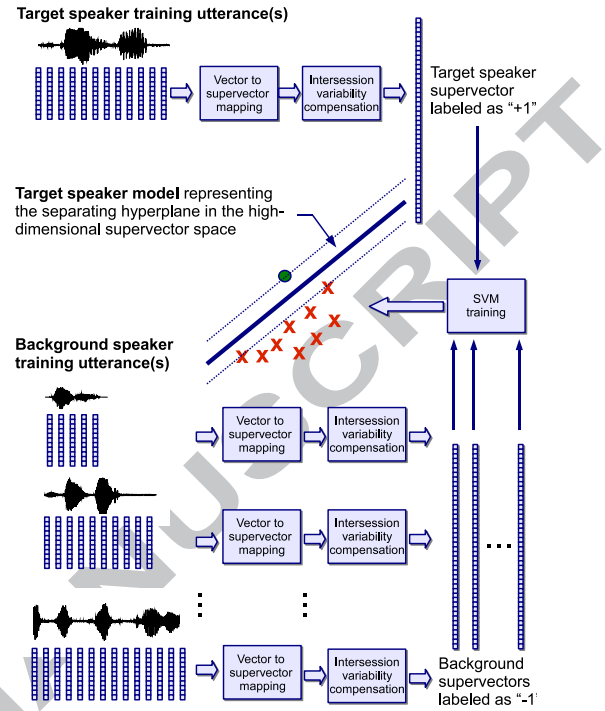 Target speaker training utterance(s)
Vector to
supervector
mapping
Intersession
variability
compensation
Target speaker
supervector
labeled as “+1”
Target speaker model representing
the separating hyperplane in the high-
dimensional supervector space
X
X
X
X
X
X
X
X
X
X
SVM
training
Background speaker
training utterance(s)
Vector to
supervector
mapping
Intersession
variability
compensation
Vector to
supervector
mapping
Intersession
variability
compensation
Vector to
supervector
mapping
Intersession
variability
compensation
Background
supervectors
labeled as “-1’
NUSCRIPT